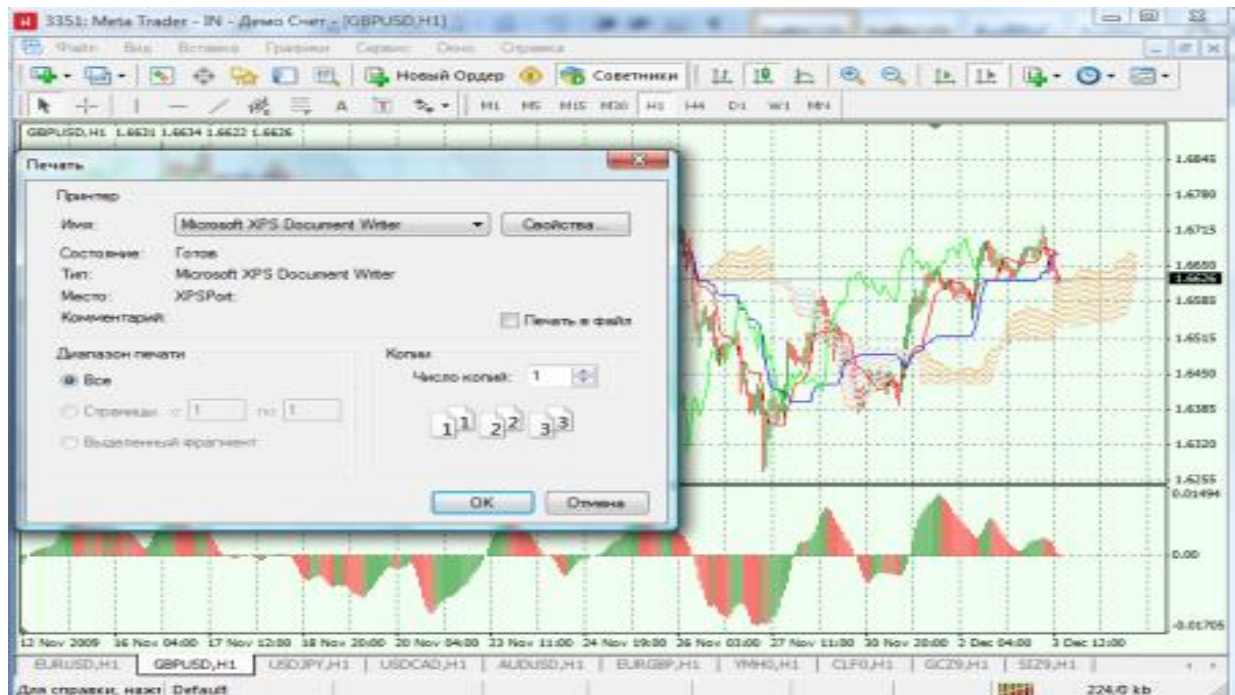 3351: Meta Trader - IN - Демо Счет - [GBPUSD,H1]
Файл Вид Вставка Графики Сервис Окно Справка
Новый Ордер Советники
A T M1 M5 M15 M30 H1 H4 D1 W1 MN
GBPUSD,H1 1.6631 1.6634 1.6622 1.6626
Печать
Принтер
Имя: Microsoft XPS Document Writer Свойства...
Состояние: Готов
Тип: Microsoft XPS Document Writer
Место: XPSPort:
Комментарий: Печать в файл
Диапазон печати
Все
Страницы с: 1 по: 1
Выделенный фрагмент
Копии
Число копий: 1
1 1 2 2 3 3
OK Отмена
1.6845
1.6780
1.6715
1.6650
1.6626
1.6585
1.6515
1.6450
1.6385
1.6320
1.6255
0.01494
0.00
-0.01705
12 Nov 2009 16 Nov 04:00 17 Nov 12:00 18 Nov 20:00 20 Nov 04:00 23 Nov 11:00 24 Nov 19:00 26 Nov 03:00 27 Nov 11:00 30 Nov 20:00 2 Dec 04:00 3 Dec 12:00
EURUSD,H1 GBPUSD,H1 USDJPY,H1 USDCAD,H1 AUDUSD,H1 EURGBP,H1 YMH0,H1 CLF0,H1 GCZ9,H1 SIZ9,H1
Для справки, нажт Default 224/0 kb